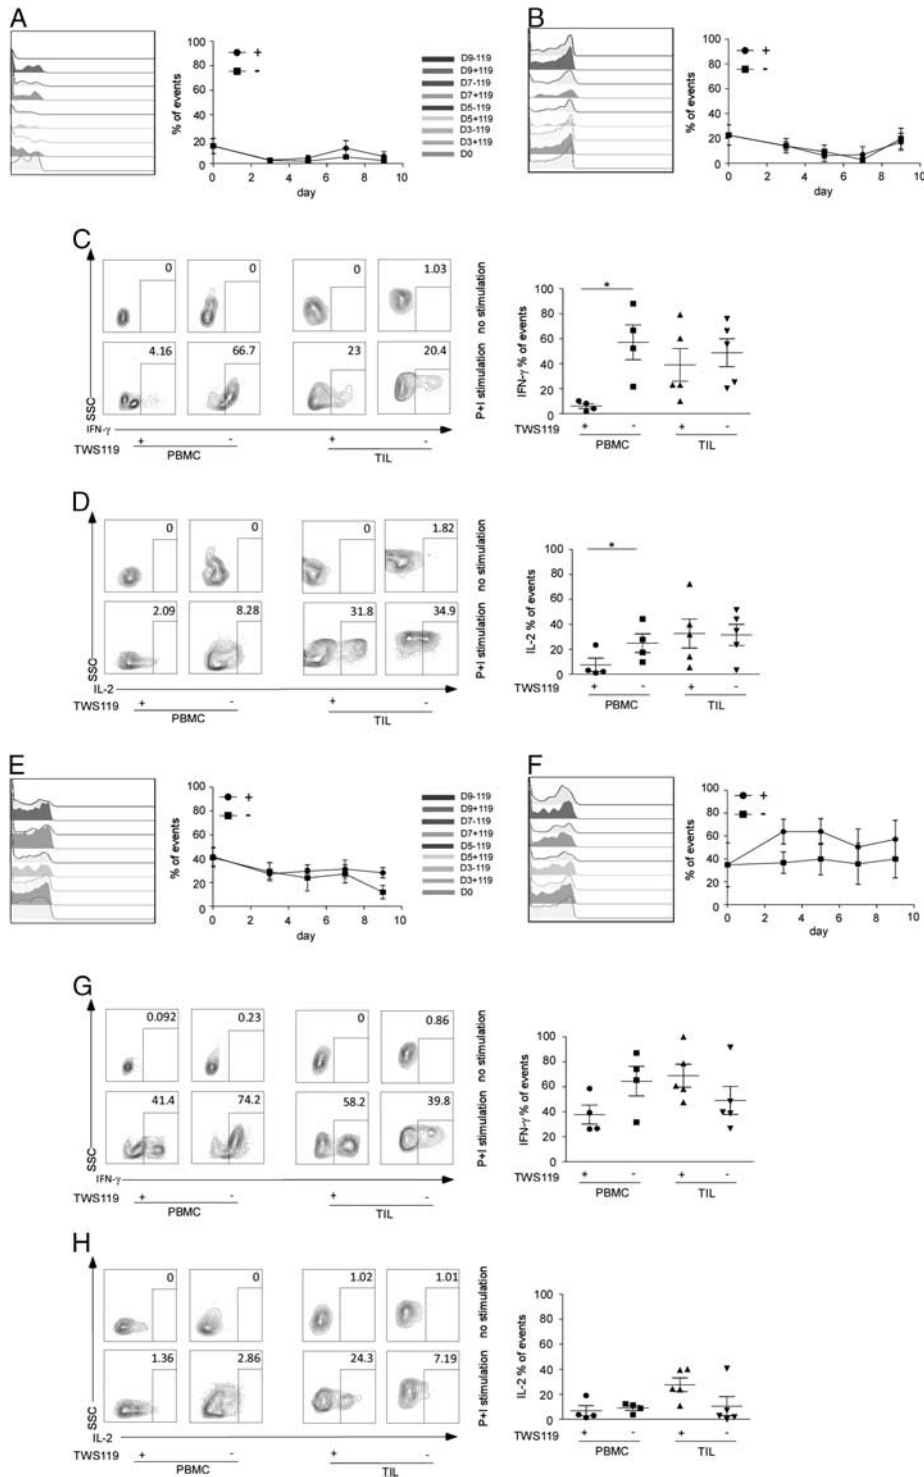 A
B
% of events
100
80
60
40
20
0
0 2 4 6 8 10
day
+
-
D9-119
D9+119
D7-119
D7+119
D5-119
D5+119
D3-119
D3+119
D0
% of events
100
80
60
40
20
0
0 2 4 6 8 10
day
+
-
C
SSC
0 0 0 1.03
no stimulation
4.16 66.7 23 20.4
P+I stimulation
IFN-γ
TWS119 + - + -
PBMC TIL
IFN-γ % of events
100
80
60
40
20
0
*
TWS119 + - + -
PBMC TIL
D
SSC
0 0 0 1.82
no stimulation
2.09 8.28 31.8 34.9
P+I stimulation
IL-2
TWS119 + - + -
PBMC TIL
IL-2 % of events
100
80
60
40
20
0
*
TWS119 + - + -
PBMC TIL
E
F
% of events
100
80
60
40
20
0
0 2 4 6 8 10
day
+
-
D9-119
D9+119
D7-119
D7+119
D5-119
D5+119
D3-119
D3+119
D0
% of events
100
80
60
40
20
0
0 2 4 6 8 10
day
+
-
G
SSC
0.092 0.23 0 0.86
no stimulation
41.4 74.2 58.2 39.8
P+I stimulation
IFN-γ
TWS119 + - + -
PBMC TIL
IFN-γ % of events
100
80
60
40
20
0
TWS119 + - + -
PBMC TIL
H
SSC
0 0 1.02 1.01
no stimulation
1.36 2.86 24.3 7.19
P+I stimulation
IL-2
TWS119 + - + -
PBMC TIL
IL-2 % of events
100
80
60
40
20
0
TWS119 + - + -
PBMC TIL